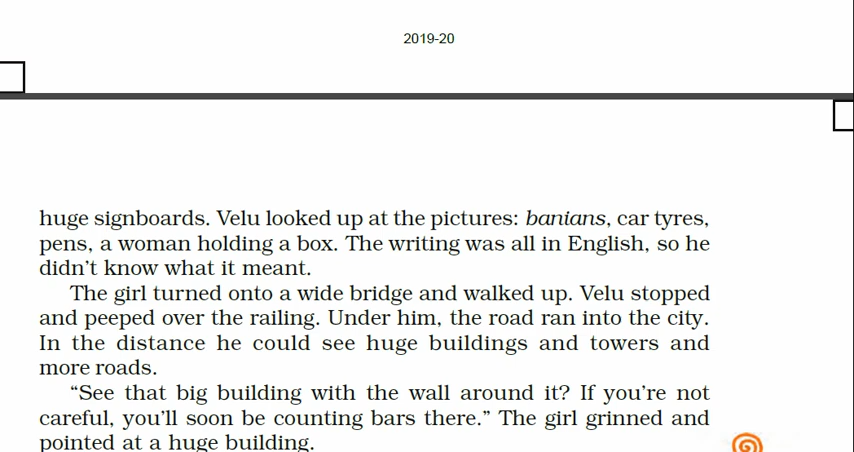 2019-20
huge signboards. Velu looked up at the pictures: banians, car tyres,
pens, a woman holding a box. The writing was all in English, so he
didn’t know what it meant.
The girl turned onto a wide bridge and walked up. Velu stopped
and peeped over the railing. Under him, the road ran into the city.
In the distance he could see huge buildings and towers and
more roads.
“See that big building with the wall around it? If you’re not
careful, you’ll soon be counting bars there.” The girl grinned and
pointed at a huge building.